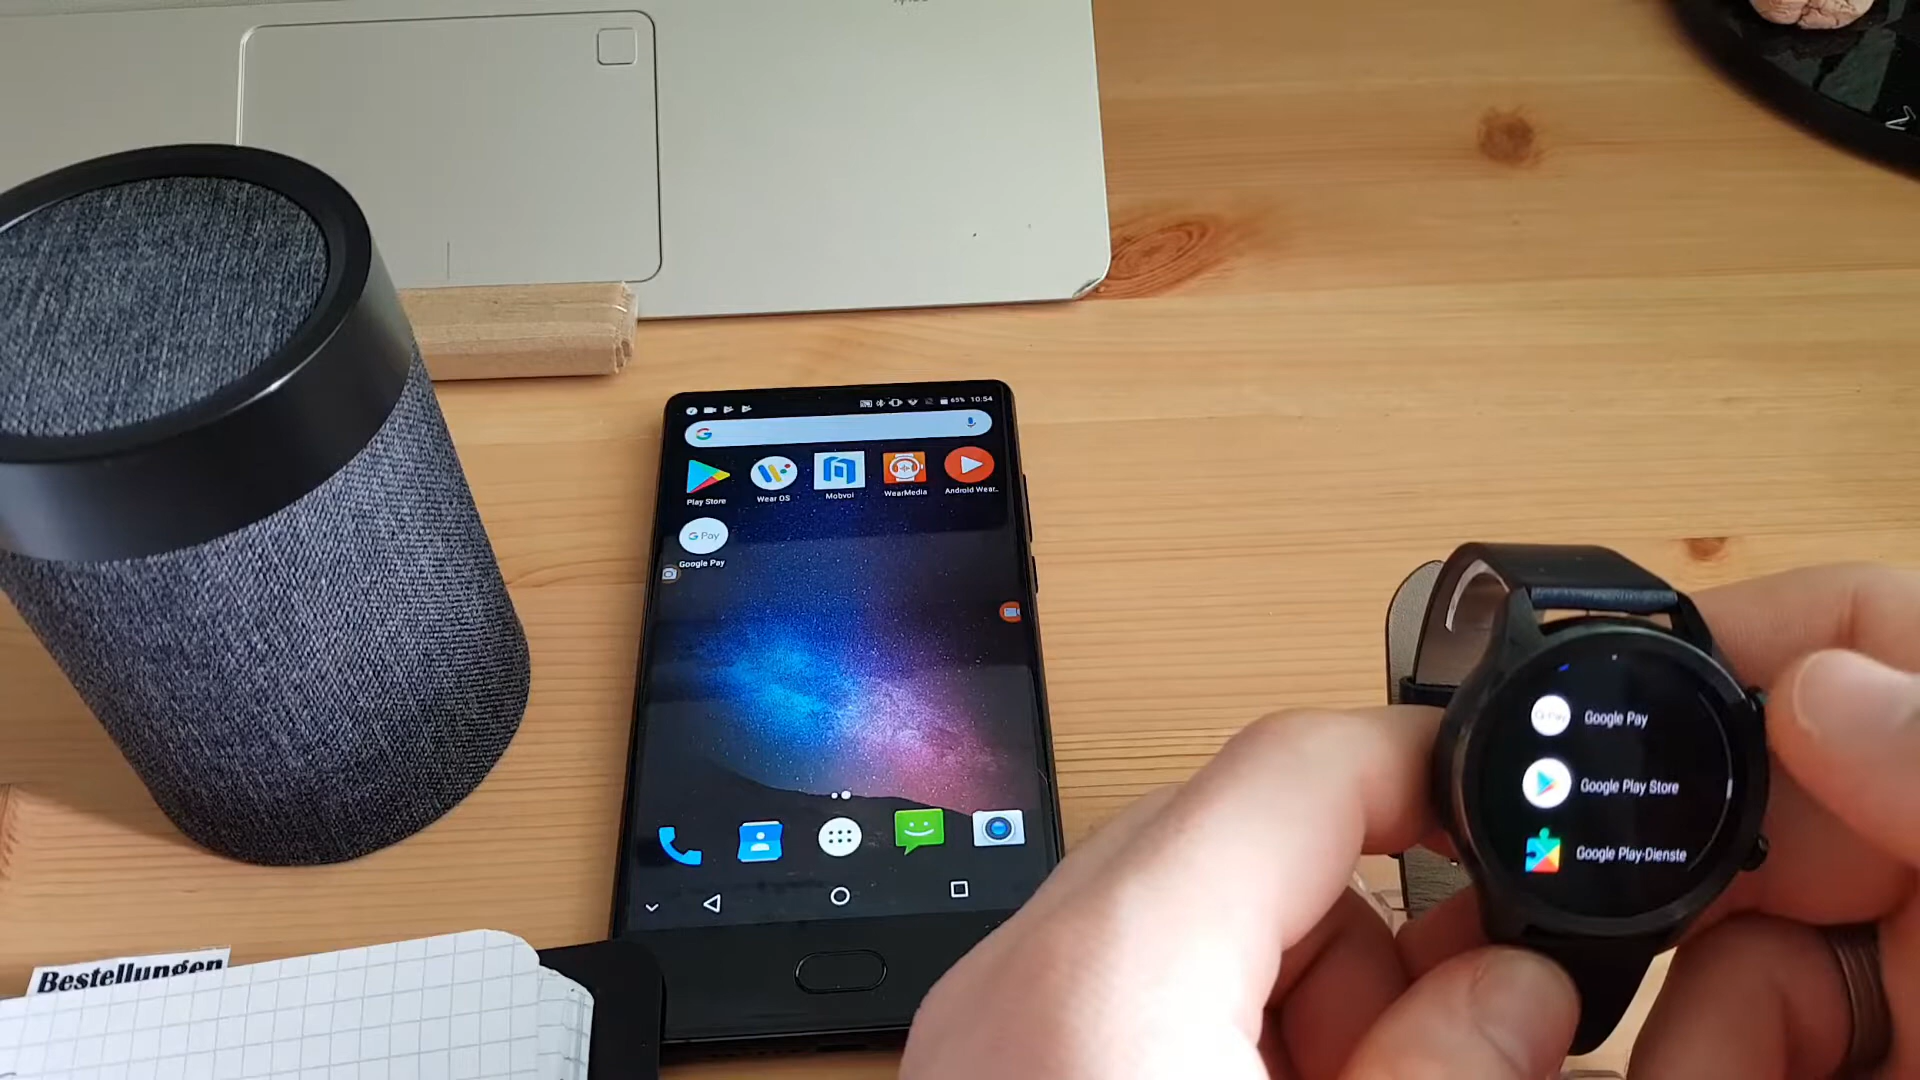 65% 10:54
Play Store
Wear OS
Mobvoi
WearMedia
Android Wear..
G Pay
Google Pay
Google Pay
Google Play Store
Google Play-Dienste
Bestellungen